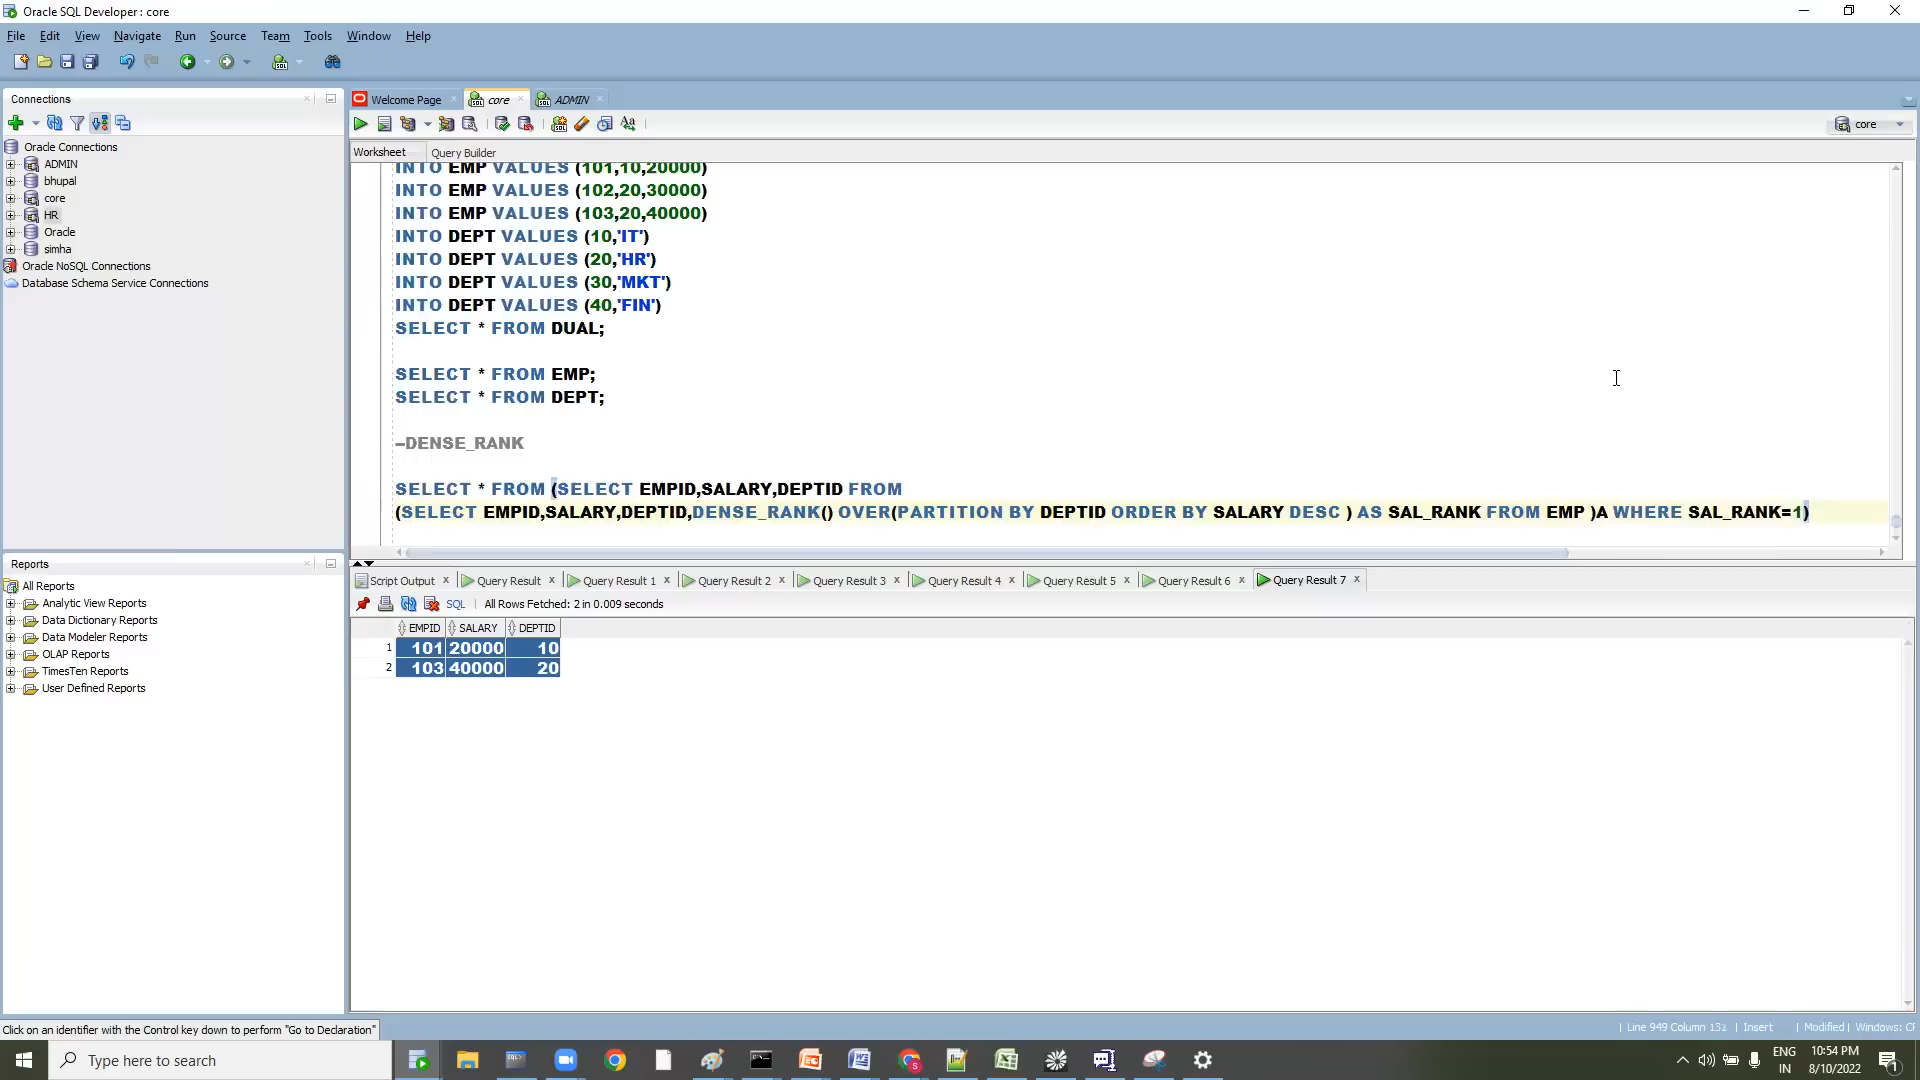 Oracle SQL Developer : core
File Edit View Navigate Run Source Team Tools Window Help
Connections
Oracle Connections
ADMIN
bhupal
core
HR
Oracle
simha
Oracle NoSQL Connections
Database Schema Service Connections
Reports
All Reports
Analytic View Reports
Data Dictionary Reports
Data Modeler Reports
OLAP Reports
TimesTen Reports
User Defined Reports
Welcome Page core ADMIN
core
Worksheet Query Builder
INTO EMP VALUES (101,10,20000)
INTO EMP VALUES (102,20,30000)
INTO EMP VALUES (103,20,40000)
INTO DEPT VALUES (10,'IT')
INTO DEPT VALUES (20,'HR')
INTO DEPT VALUES (30,'MKT')
INTO DEPT VALUES (40,'FIN')
SELECT * FROM DUAL;
SELECT * FROM EMP;
SELECT * FROM DEPT;
--DENSE_RANK
SELECT * FROM (SELECT EMPID,SALARY,DEPTID FROM
(SELECT EMPID,SALARY,DEPTID,DENSE_RANK() OVER(PARTITION BY DEPTID ORDER BY SALARY DESC ) AS SAL_RANK FROM EMP )A WHERE SAL_RANK=1)
Script Output Query Result Query Result 1 Query Result 2 Query Result 3 Query Result 4 Query Result 5 Query Result 6 Query Result 7
SQL All Rows Fetched: 2 in 0.009 seconds
EMPID SALARY DEPTID
1 101 20000 10
2 103 40000 20
Click on an identifier with the Control key down to perform "Go to Declaration"
Line 949 Column 131 Insert Modified Windows: CF
Type here to search
ENG
IN
10:54 PM
8/10/2022
1